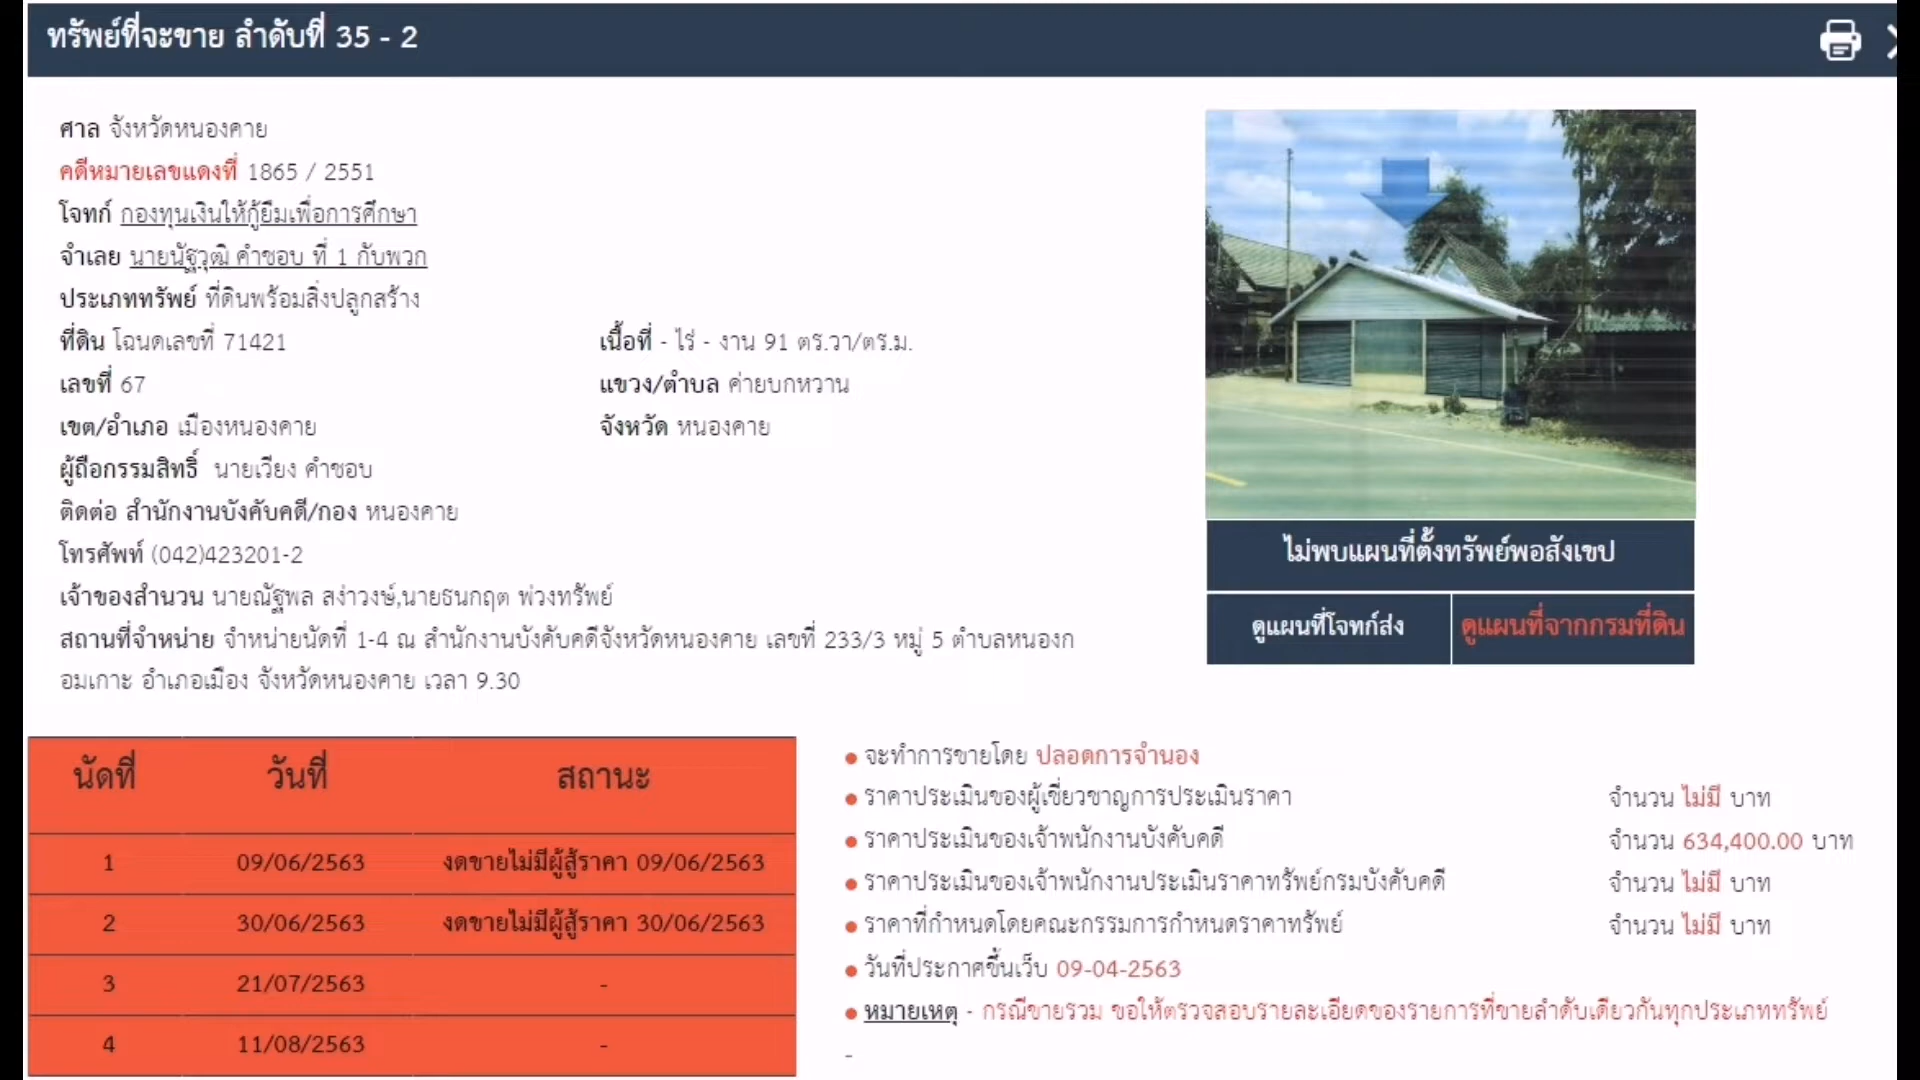 ทรัพย์ที่จะขาย ลำดับที่ 35 - 2
ศาล จังหวัดหนองคาย
คดีหมายเลขแดงที่ 1865 / 2551
โจทก์ กองทุนเงินให้กู้ยืมเพื่อการศึกษา
จำเลย นายนัฐวุฒิ คำชอบ ที่ 1 กับพวก
ประเภททรัพย์ ที่ดินพร้อมสิ่งปลูกสร้าง
ที่ดิน โฉนดเลขที่ 71421 เนื้อที่ - ไร่ - งาน 91 ตร.วา/ตร.ม.
เลขที่ 67 แขวง/ตำบล ค่ายบกหวาน
เขต/อำเภอ เมืองหนองคาย จังหวัด หนองคาย
ผู้ถือกรรมสิทธิ์ นายเวียง คำชอบ
ติดต่อ สำนักงานบังคับคดี/กอง หนองคาย
โทรศัพท์ (042)423201-2
เจ้าของสำนวน นายณัฐพล สง่าวงษ์,นายธนกฤต พ่วงทรัพย์
สถานที่จำหน่าย จำหน่ายนัดที่ 1-4 ณ สำนักงานบังคับคดีจังหวัดหนองคาย เลขที่ 233/3 หมู่ 5 ตำบลหนองก
อมเกาะ อำเภอเมือง จังหวัดหนองคาย เวลา 9.30
ไม่พบแผนที่ตั้งทรัพย์พอสังเขป
ดูแผนที่โจทก์ส่ง ดูแผนที่จากกรมที่ดิน
นัดที่ วันที่ สถานะ
1 09/06/2563 งดขายไม่มีผู้สู้ราคา 09/06/2563
2 30/06/2563 งดขายไม่มีผู้สู้ราคา 30/06/2563
3 21/07/2563 -
4 11/08/2563 -
● จะทำการขายโดย ปลอดการจำนอง
● ราคาประเมินของผู้เชี่ยวชาญการประเมินราคา จำนวน ไม่มี บาท
● ราคาประเมินของเจ้าพนักงานบังคับคดี จำนวน 634,400.00 บาท
● ราคาประเมินของเจ้าพนักงานประเมินราคาทรัพย์กรมบังคับคดี จำนวน ไม่มี บาท
● ราคาที่กำหนดโดยคณะกรรมการกำหนดราคาทรัพย์ จำนวน ไม่มี บาท
● วันที่ประกาศขึ้นเว็บ 09-04-2563
● หมายเหตุ - กรณีขายรวม ขอให้ตรวจสอบรายละเอียดของรายการที่ขายลำดับเดียวกันทุกประเภททรัพย์
-